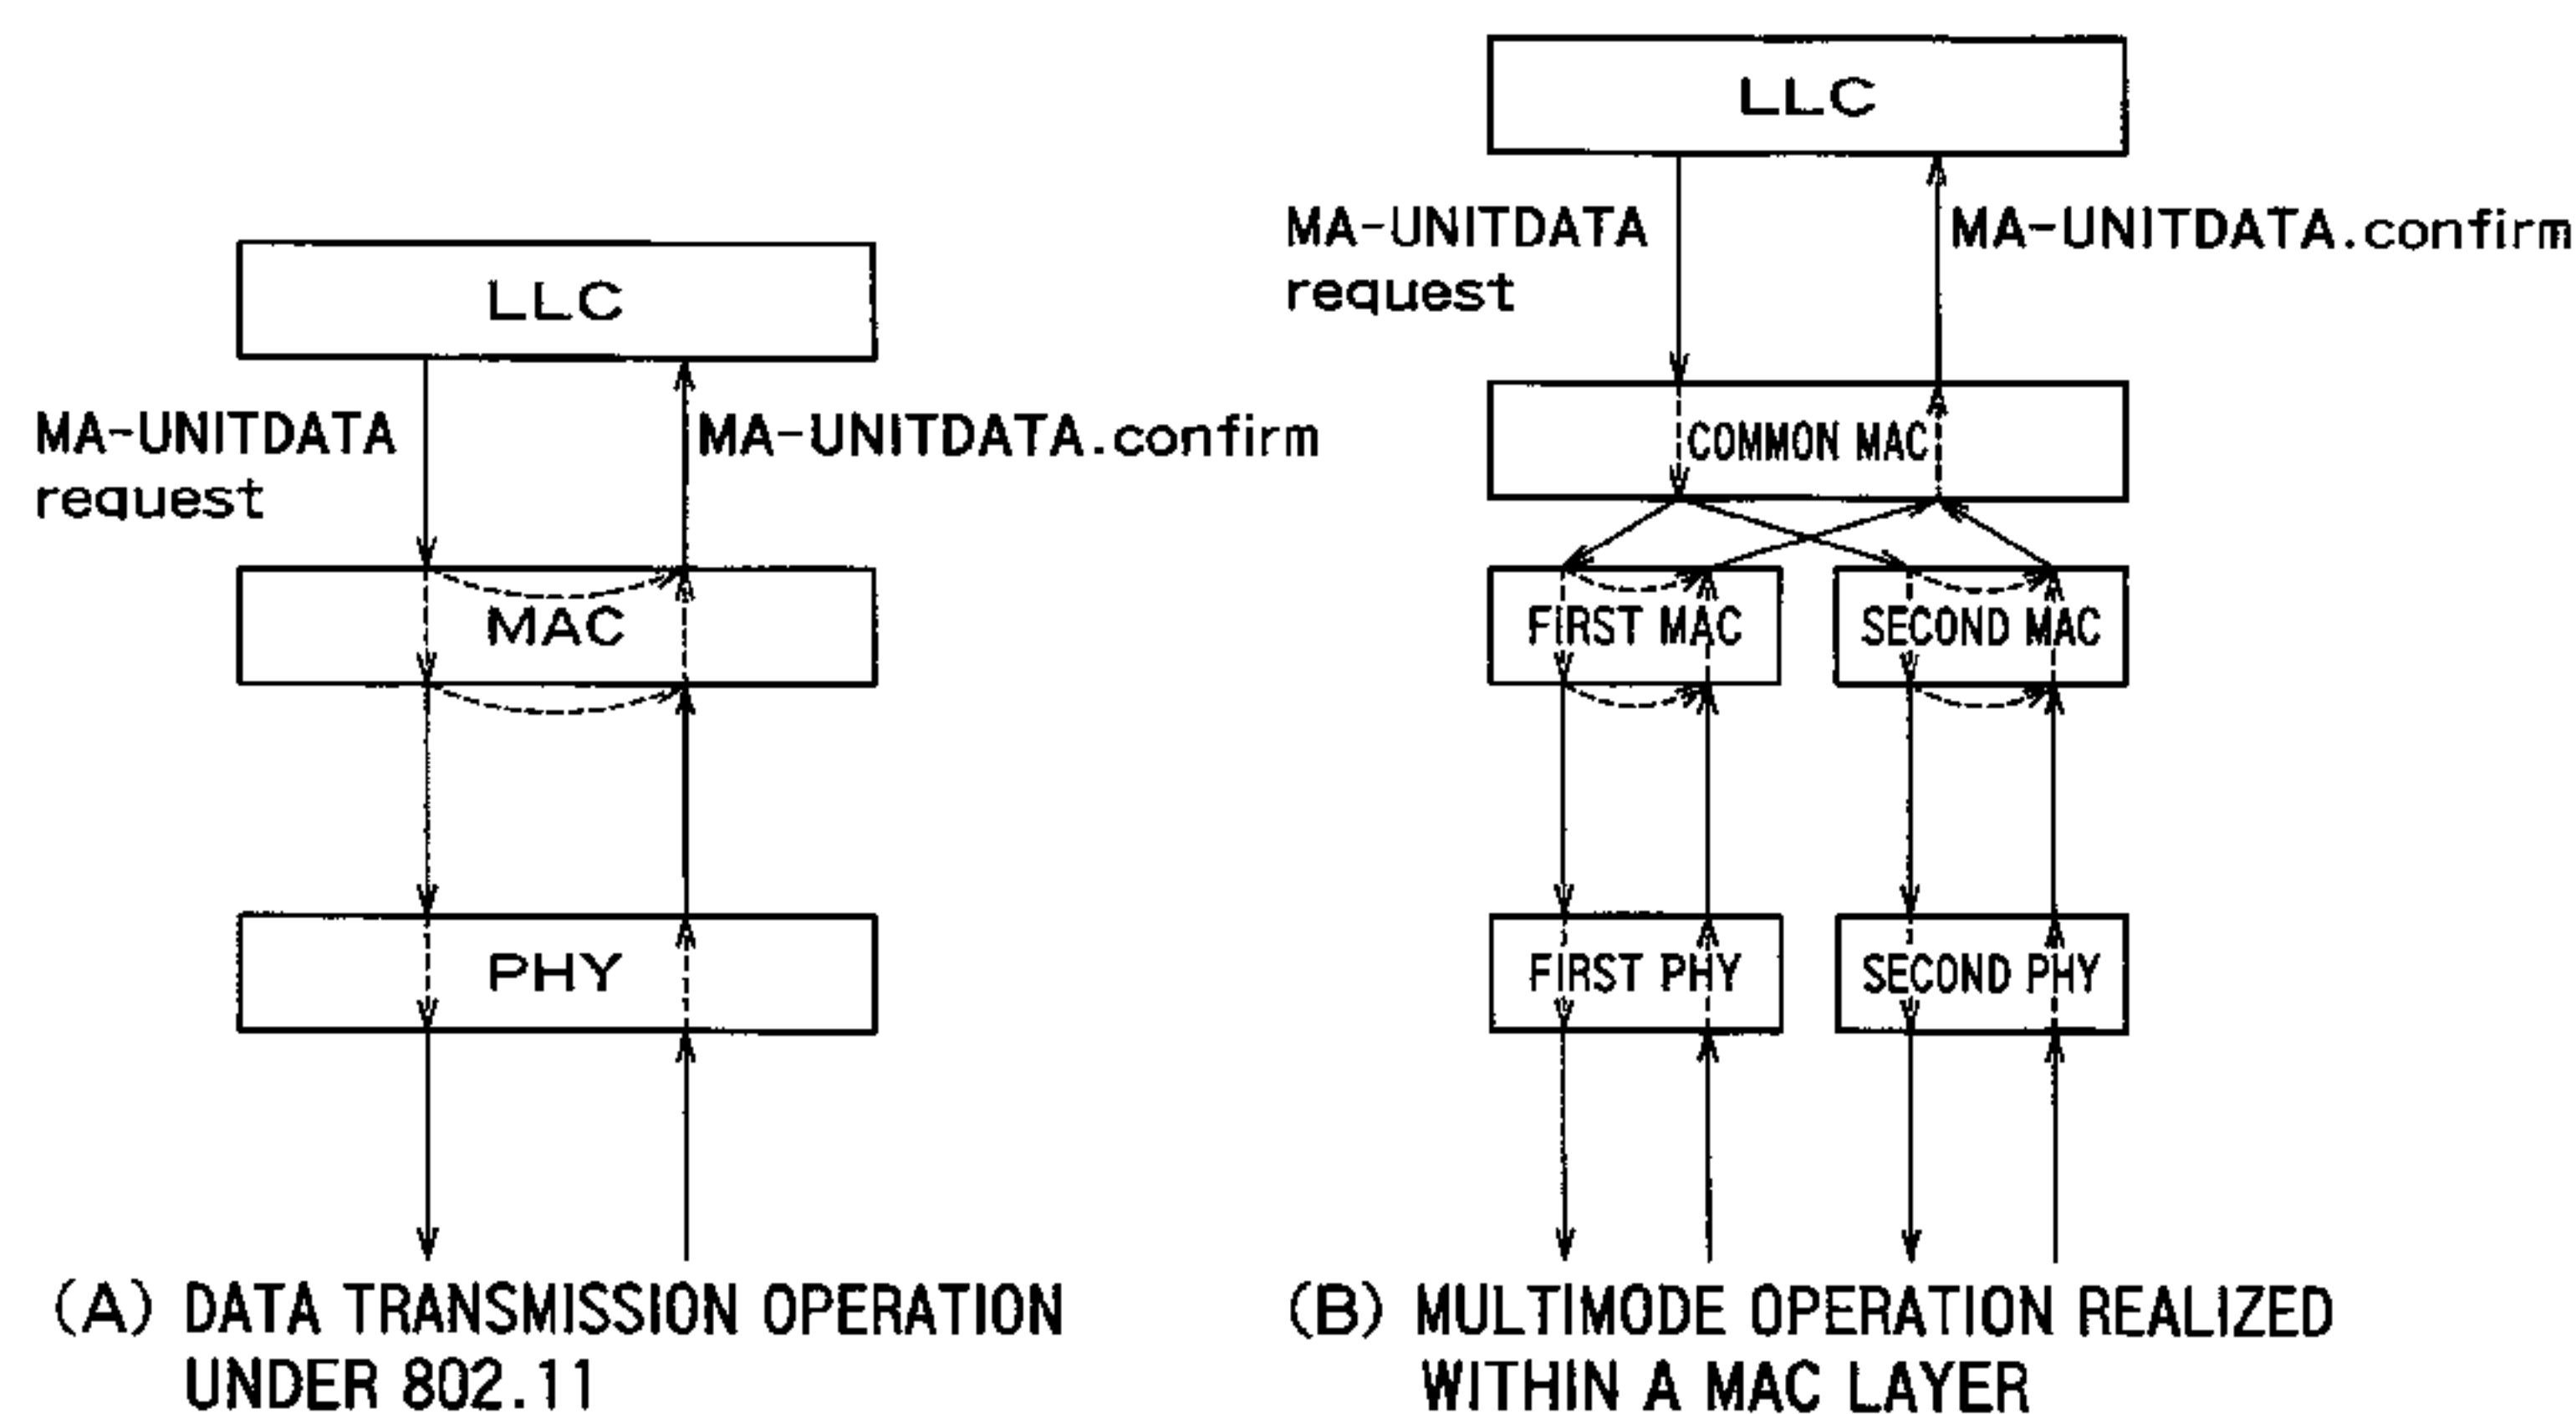 LLC
MA-UNITDATA
request
MA-UNITDATA.confirm
MAC
PHY
(A) DATA TRANSMISSION OPERATION
UNDER 802.11
LLC
MA-UNITDATA
request
MA-UNITDATA.confirm
COMMON MAC
FIRST MAC
SECOND MAC
FIRST PHY
SECOND PHY
(B) MULTIMODE OPERATION REALIZED
WITHIN A MAC LAYER